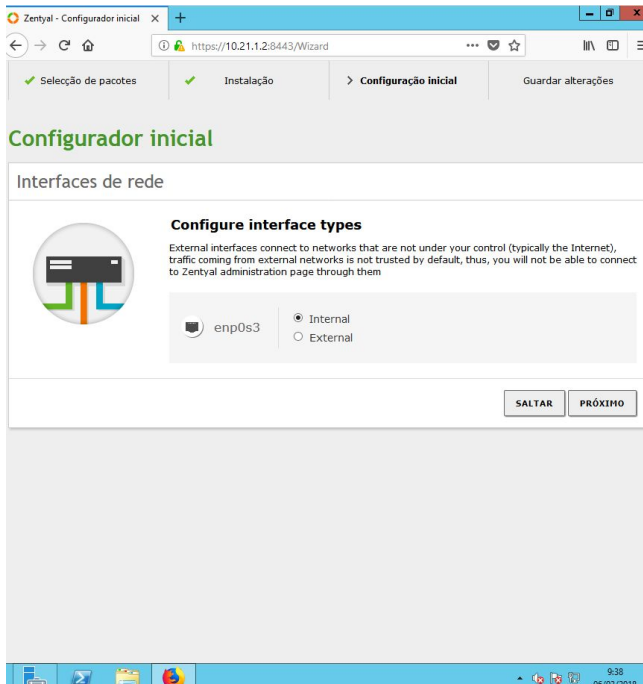 Zentyal - Configurador inicial
https://10.21.1.2:8443/Wizard
Selecção de pacotes
Instalação
Configuração inicial
Guardar alterações
Configurador inicial
Interfaces de rede
Configure interface types
External interfaces connect to networks that are not under your control (typically the Internet),
traffic coming from external networks is not trusted by default, thus, you will not be able to connect
to Zentyal administration page through them
enp0s3
Internal
External
SALTAR
PRÓXIMO
9:38
06/02/2018